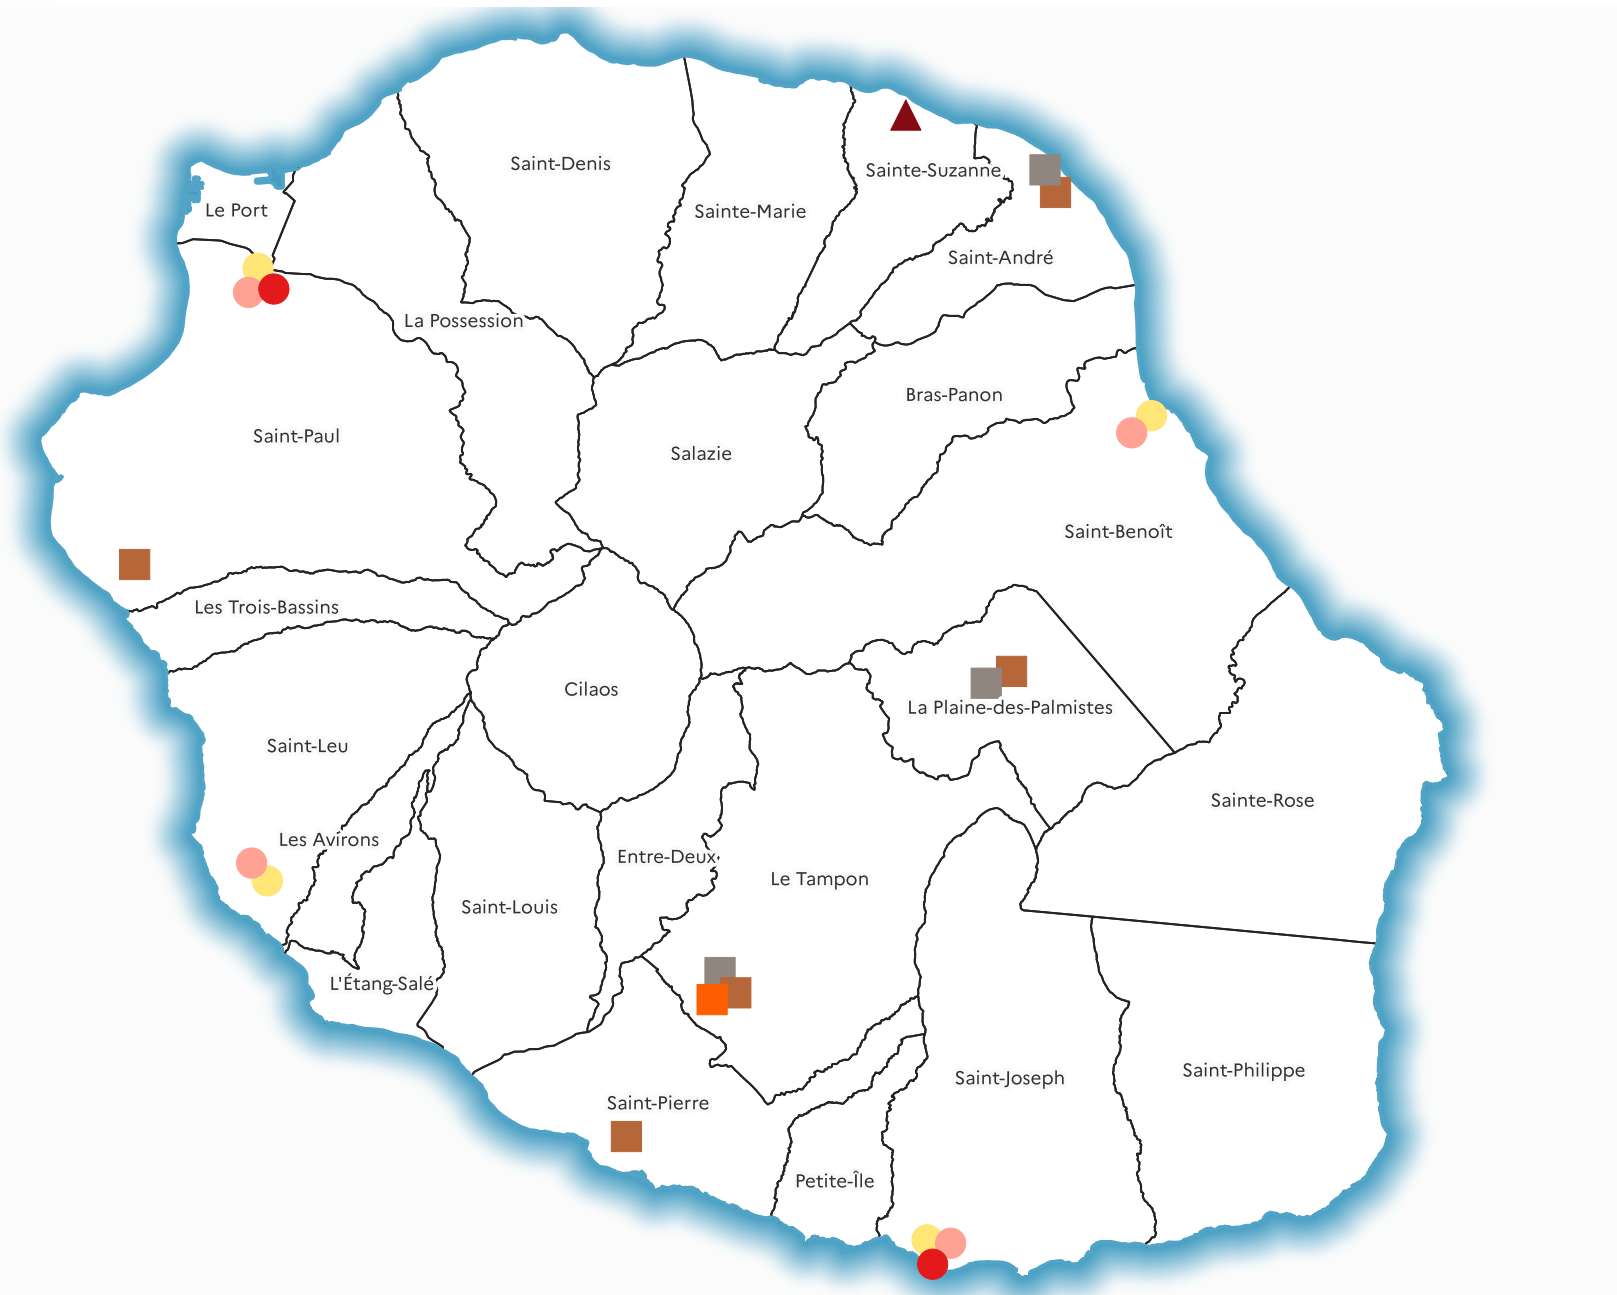 Saint-Denis
Sainte-Suzanne
Le Port
Sainte-Marie
Saint-André
La Possession
Bras-Panon
Saint-Paul
Salazie
Saint-Benoît
Les Trois-Bassins
Cilaos
La Plaine-des-Palmistes
Saint-Leu
Sainte-Rose
Les Avirons
Entre-Deux
Le Tampon
Saint-Louis
L'Étang-Salé
Saint-Philippe
Saint-Joseph
Saint-Pierre
Petite-Île